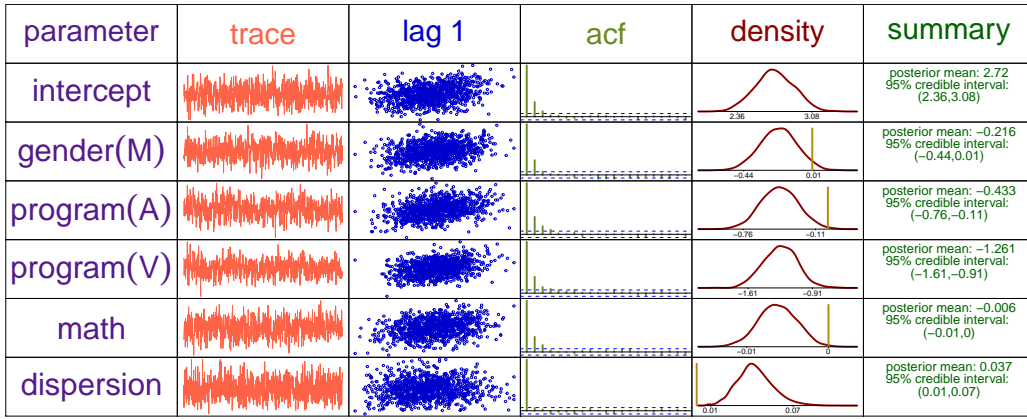 parameter trace lag 1 acf density summary
intercept
2.36 3.08
posterior mean: 2.72
95% credible interval:
(2.36,3.08)
gender(M)
−0.44 0.01
posterior mean: −0.216
95% credible interval:
(−0.44,0.01)
program(A)
−0.76 −0.11
posterior mean: −0.433
95% credible interval:
(−0.76,−0.11)
program(V)
−1.61 −0.91
posterior mean: −1.261
95% credible interval:
(−1.61,−0.91)
math
−0.01 0
posterior mean: −0.006
95% credible interval:
(−0.01,0)
dispersion
0.01 0.07
posterior mean: 0.037
95% credible interval:
(0.01,0.07)